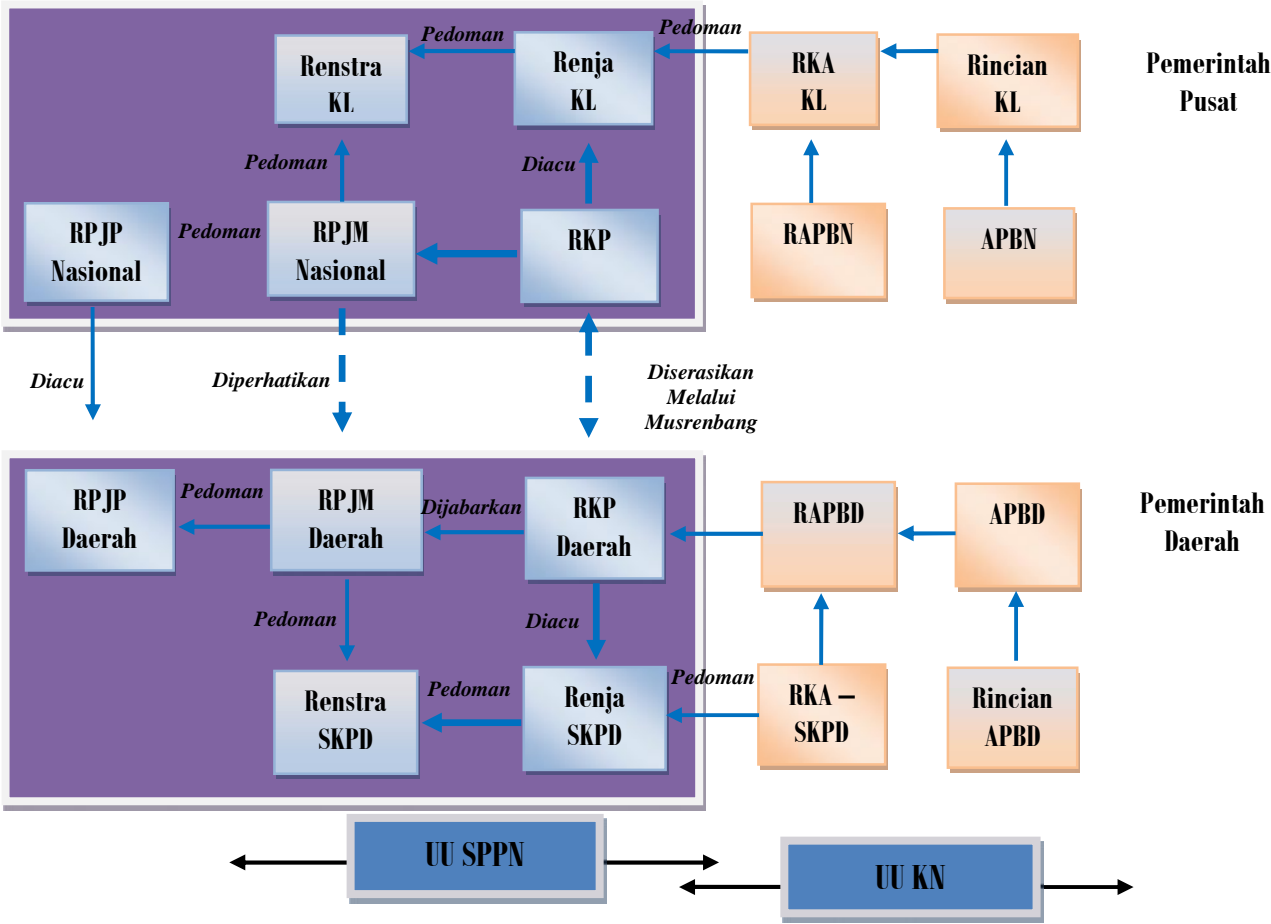 Pedoman
Pedoman
Renstra
KL
Renja
KL
RKA
KL
Rincian
KL
Pemerintah
Pusat
Pedoman
Diacu
RPJP
Nasional
Pedoman
RPJM
Nasional
RKP
RAPBN
APBN
Diacu
Diperhatikan
Diserasikan
Melalui
Musrenbang
RPJP
Daerah
Pedoman
RPJM
Daerah
Dijabarkan
RKP
Daerah
RAPBD
APBD
Pemerintah
Daerah
Pedoman
Diacu
Renstra
SKPD
Pedoman
Renja
SKPD
Pedoman
RKA –
SKPD
Rincian
APBD
UU SPPN
UU KN